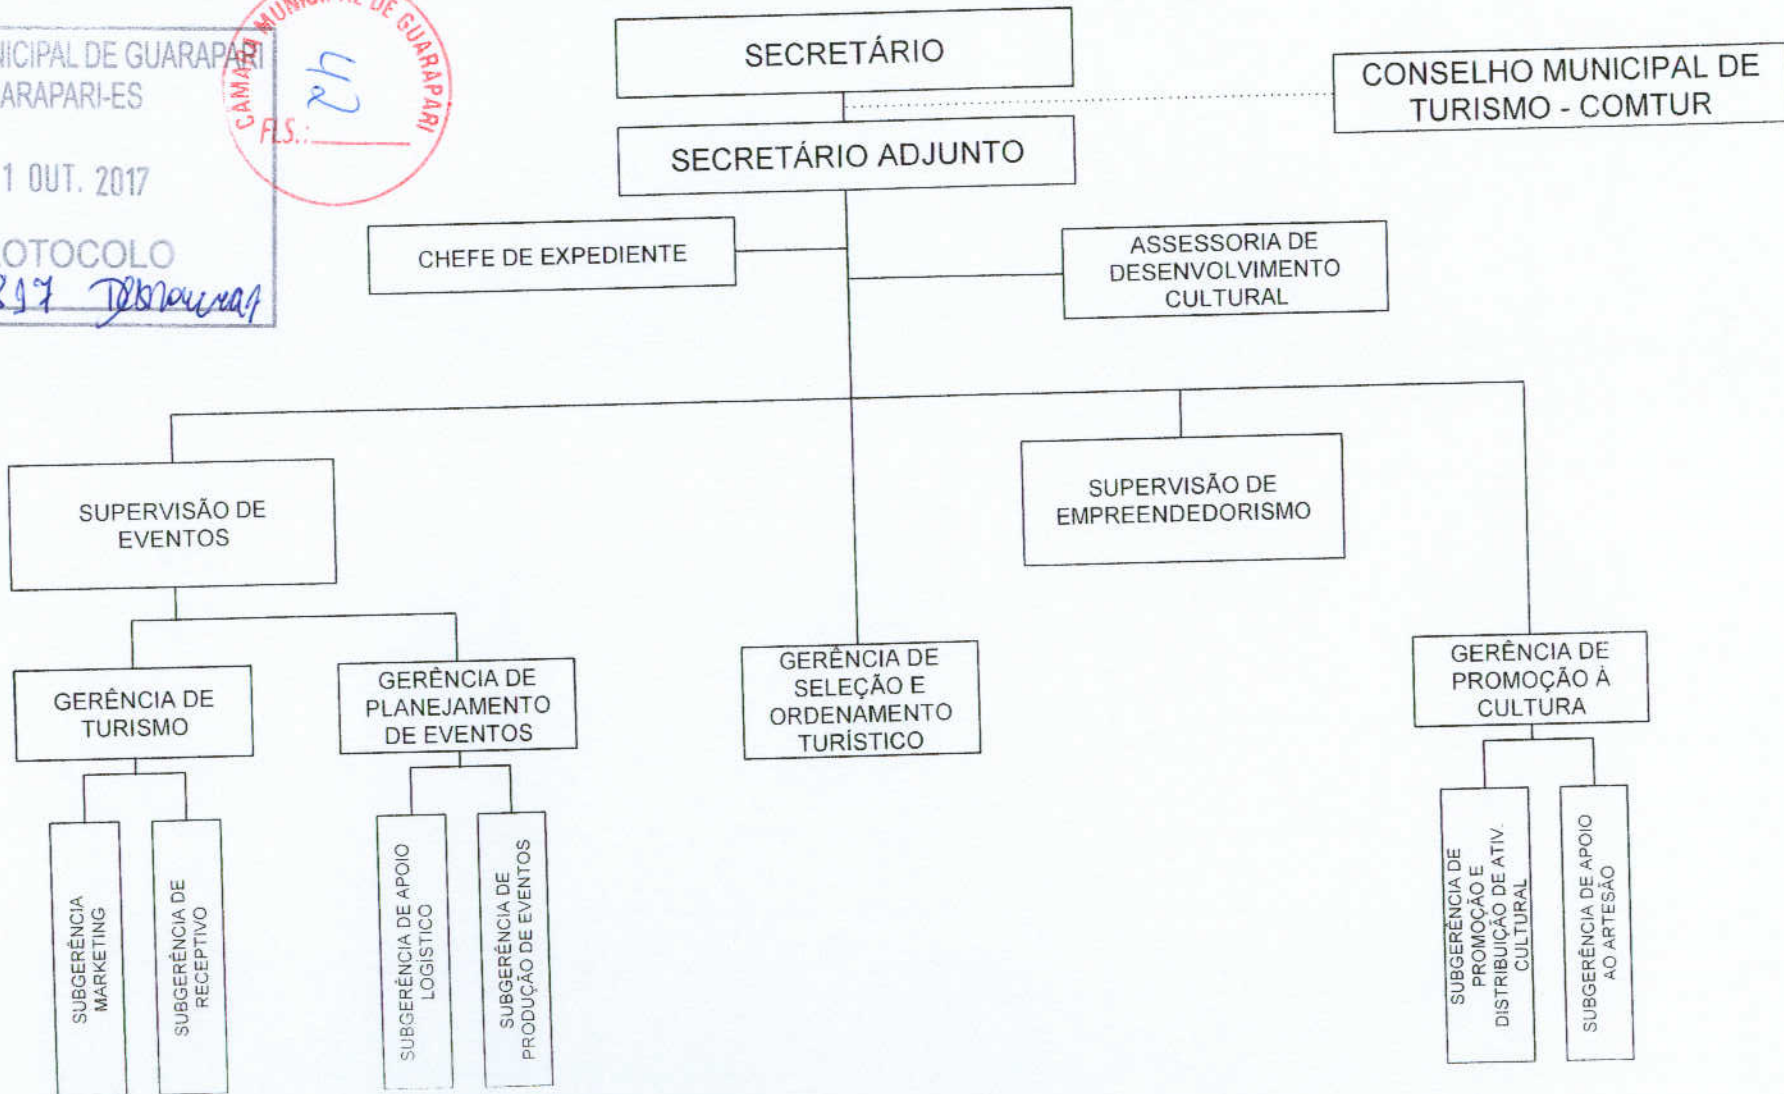 NICIPAL DE GUARAPARI
ARAPARI-ES
1 OUT. 2017
OTOCOLO
CAMARA MUNICIPAL DE GUARAPARI
42
FLS.:
SECRETÁRIO
CONSELHO MUNICIPAL DE
TURISMO - COMTUR
SECRETÁRIO ADJUNTO
CHEFE DE EXPEDIENTE
ASSESSORIA DE
DESENVOLVIMENTO
CULTURAL
SUPERVISÃO DE
EVENTOS
SUPERVISÃO DE
EMPREENDEDORISMO
GERÊNCIA DE
TURISMO
GERÊNCIA DE
PLANEJAMENTO
DE EVENTOS
GERÊNCIA DE
SELEÇÃO E
ORDENAMENTO
TURÍSTICO
GERÊNCIA DE
PROMOÇÃO À
CULTURA
SUBGERÊNCIA
MARKETING
SUBGERÊNCIA DE
RECEPTIVO
SUBGERÊNCIA DE APOIO
LOGÍSTICO
SUBGERÊNCIA DE
PRODUÇÃO DE EVENTOS
SUBGERÊNCIA DE
PROMOÇÃO E
DISTRIBUIÇÃO DE ATIV.
CULTURAL
SUBGERÊNCIA DE APOIO
AO ARTESÃO